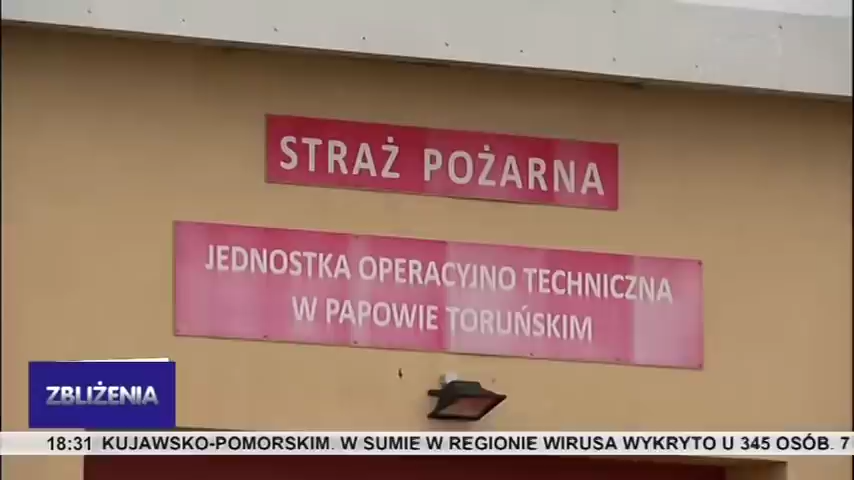 STRAŻ POŻARNA
JEDNOSTKA OPERACYJNO TECHNICZNA
W PAPOWIE TORUŃSKIM
ZBLIŻENIA
18:31 KUJAWSKO-POMORSKIM. W SUMIE W REGIONIE WIRUSA WYKRYTO U 345 OSÓB. 7